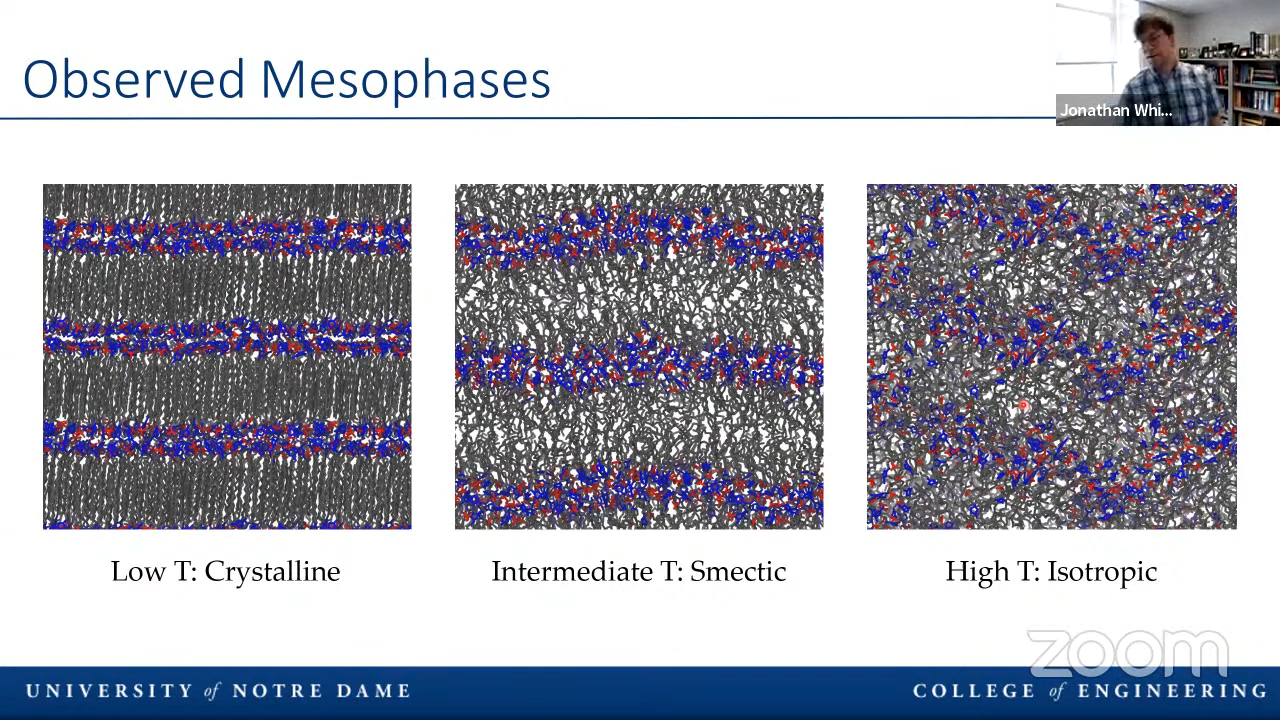 Observed Mesophases
Jonathan Whi...
Low T: Crystalline
Intermediate T: Smectic
High T: Isotropic
zoom
UNIVERSITY of NOTRE DAME
COLLEGE of ENGINEERING